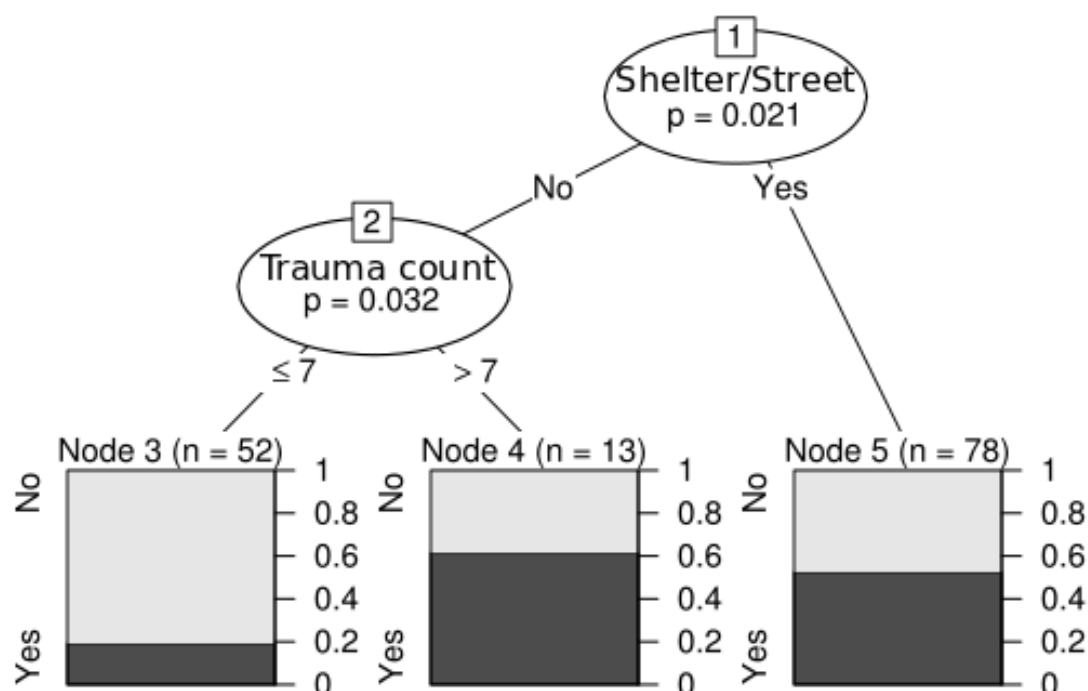 1
Shelter/Street
p = 0.021
No
Yes
2
Trauma count
p = 0.032
≤ 7
> 7
Node 3 (n = 52)
No
Yes
1
0.8
0.6
0.4
0.2
0
Node 4 (n = 13)
No
Yes
1
0.8
0.6
0.4
0.2
0
Node 5 (n = 78)
No
Yes
1
0.8
0.6
0.4
0.2
0